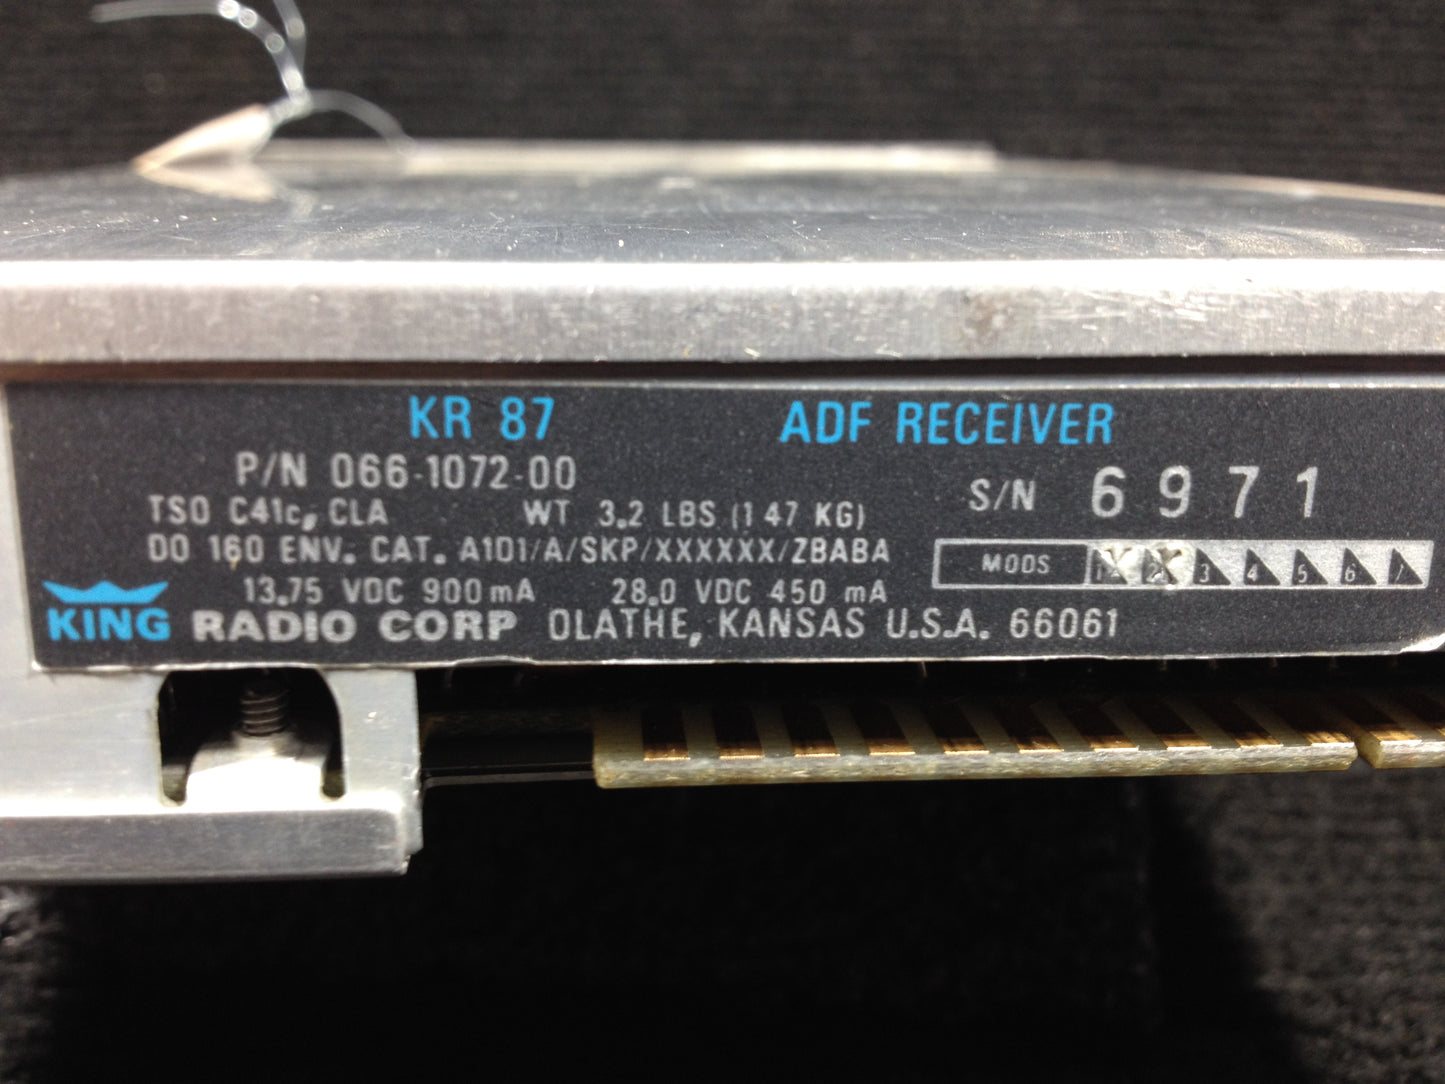 KR 87 ADF RECEIVER
P/N 066-1072-00
S/N 6971
TSO C41c, CLA WT 3.2 LBS (1 47 KG)
DO 160 ENV. CAT. A1D1/A/SKP/XXXXXX/ZBABA
MODS 1 2 3 4 5 6 7
13.75 VDC 900 mA 28.0 VDC 450 mA
KING RADIO CORP OLATHE, KANSAS U.S.A. 66061